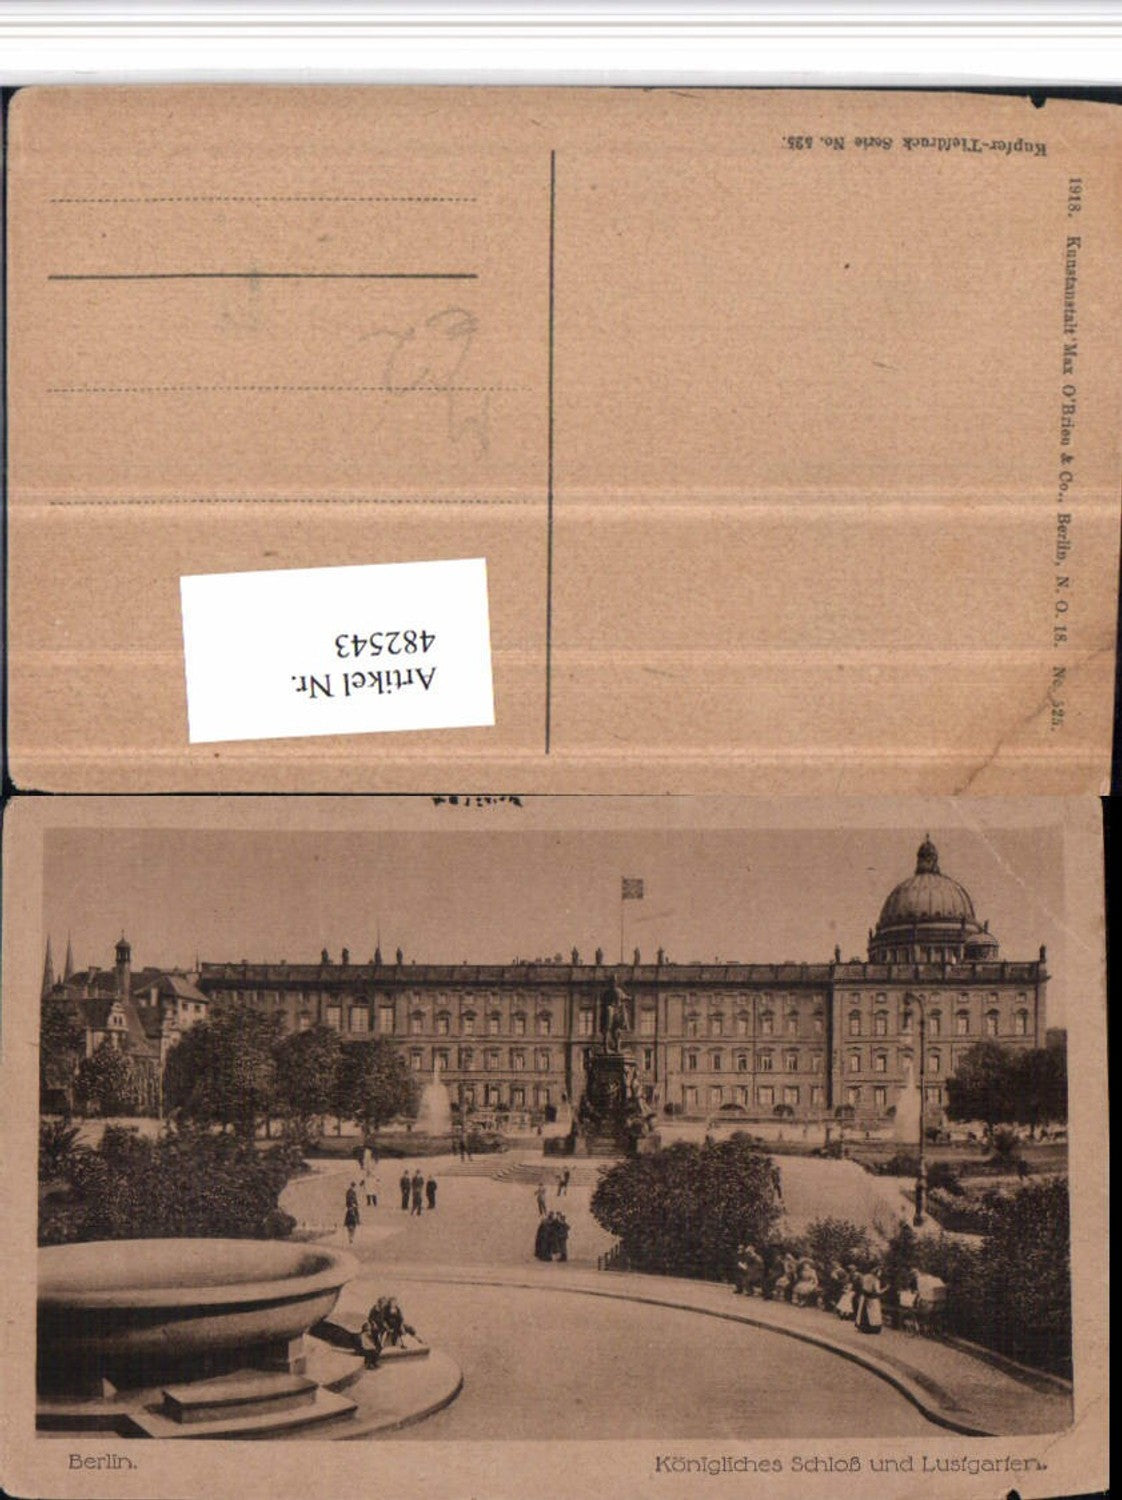 Kupfer-Tiefdruck Serie No. 525.
1918. Kunstanstalt Max O'Brien & Co., Berlin, N. O. 18. No. 525.
Artikel Nr.
482543
Berlin.
Königliches Schloß und Lustgarten.